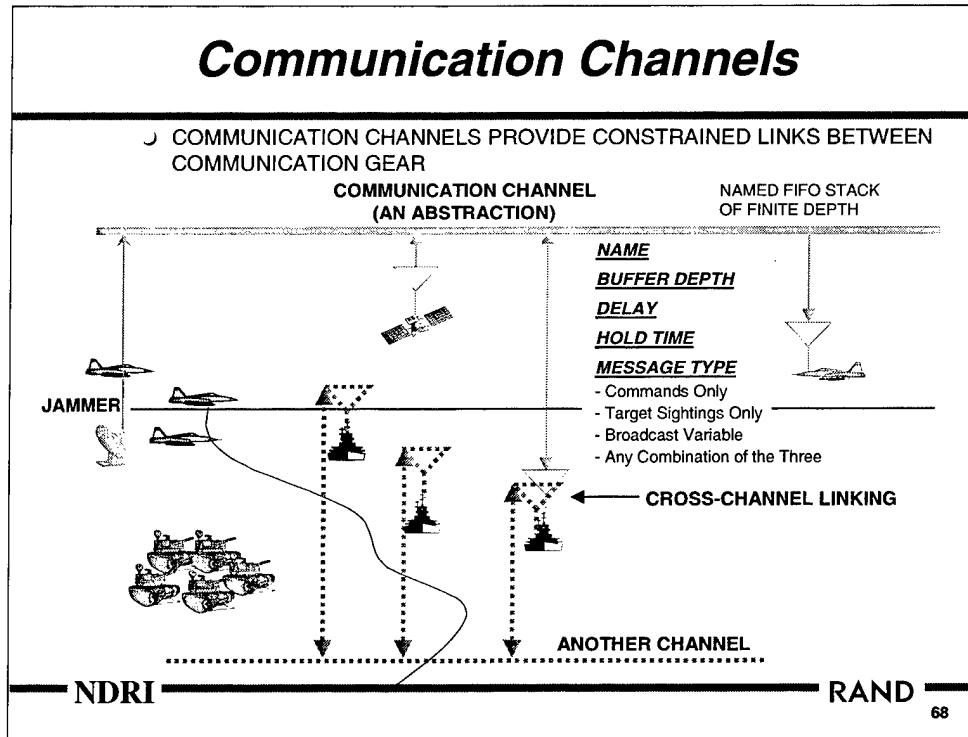 Communication Channels
COMMUNICATION CHANNELS PROVIDE CONSTRAINED LINKS BETWEEN
COMMUNICATION GEAR
COMMUNICATION CHANNEL
(AN ABSTRACTION)
NAMED FIFO STACK
OF FINITE DEPTH
NAME
BUFFER DEPTH
DELAY
HOLD TIME
MESSAGE TYPE
- Commands Only
- Target Sightings Only
- Broadcast Variable
- Any Combination of the Three
JAMMER
CROSS-CHANNEL LINKING
ANOTHER CHANNEL
NDRI
RAND
68